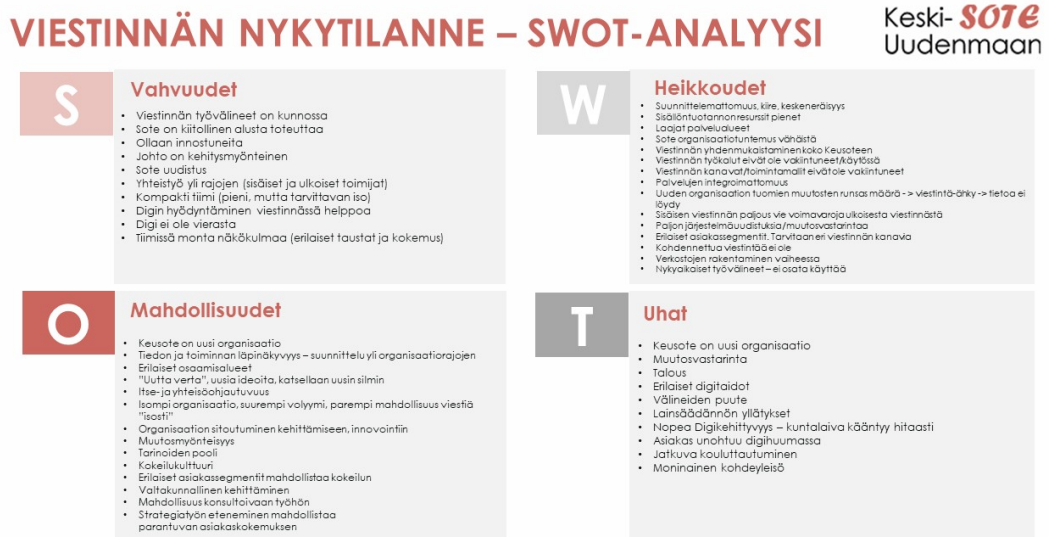 VIESTINNÄN NYKYTILANNE – SWOT-ANALYYSI
Keski-SOTE
Uudenmaan
S
Vahvuudet
• Viestinnän työvälineet on kunnossa
• Sote on kiitollinen alusta toteuttaa
• Ollaan innostuneita
• Johto on kehitysmyönteinen
• Sote uudistus
• Yhteistyö yli rajojen (sisäiset ja ulkoiset toimijat)
• Kompakti tiimi (pieni, mutta tarvittavan iso)
• Digin hyödyntäminen viestinnässä helppoa
• Digi ei ole vierasta
• Tiimissä monta näkökulmaa (erilaiset taustat ja kokemus)
W
Heikkoudet
• Suunnittelemattomuus, kiire, keskeneräisyys
• Sisällöntuotannon resurssit pienet
• Laajat palvelualueet
• Sote organisaatiotuntemus vähäistä
• Viestinnän yhdenmukaistaminen koko Keusoteen
• Viestinnän työkalut eivät ole vakiintuneet/käytössä
• Viestinnän kanavat/toimintamallit eivät ole vakiintuneet
• Palvelujen integroimattomuus
• Uuden organisaation tuomien muutosten runsas määrä - > viestintä-ähky -> tietoa ei
löydy
• Sisäisen viestinnän paljous vie voimavaroja ulkoisesta viestinnästä
• Paljon järjestelmäuudistuksia/muutosvastarintaa
• Erilaiset asiakassegmentit. Tarvitaan eri viestinnän kanavia
• Kohdennettua viestintää ei ole
• Verkostojen rakentaminen vaiheessa
• Nykyaikaiset työvälineet – ei osata käyttää
O
Mahdollisuudet
• Keusote on uusi organisaatio
• Tiedon ja toiminnan läpinäkyvyys – suunnittelu yli organisaatiorajojen
• Erilaiset osaamisalueet
• "Uutta verta", uusia ideoita, katsellaan uusin silmin
• Itse- ja yhteisöohjautuvuus
• Isompi organisaatio, suurempi volyymi, parempi mahdollisuus viestiä
"isosti"
• Organisaation sitoutuminen kehittämiseen, innovointiin
• Muutosmyönteisyys
• Tarinoiden pooli
• Kokeilukulttuuri
• Erilaiset asiakassegmentit mahdollistaa kokeilun
• Valtakunnallinen kehittäminen
• Mahdollisuus konsultoivaan työhön
• Strategiatyön eteneminen mahdollistaa
parantuvan asiakaskokemuksen
T
Uhat
• Keusote on uusi organisaatio
• Muutosvastarinta
• Talous
• Erilaiset digitaidot
• Välineiden puute
• Lainsäädännön yllätykset
• Nopea Digikehittyvyys – kuntalaiva kääntyy hitaasti
• Asiakas unohtuu digihuumassa
• Jatkuva kouluttautuminen
• Moninainen kohdeyleisö